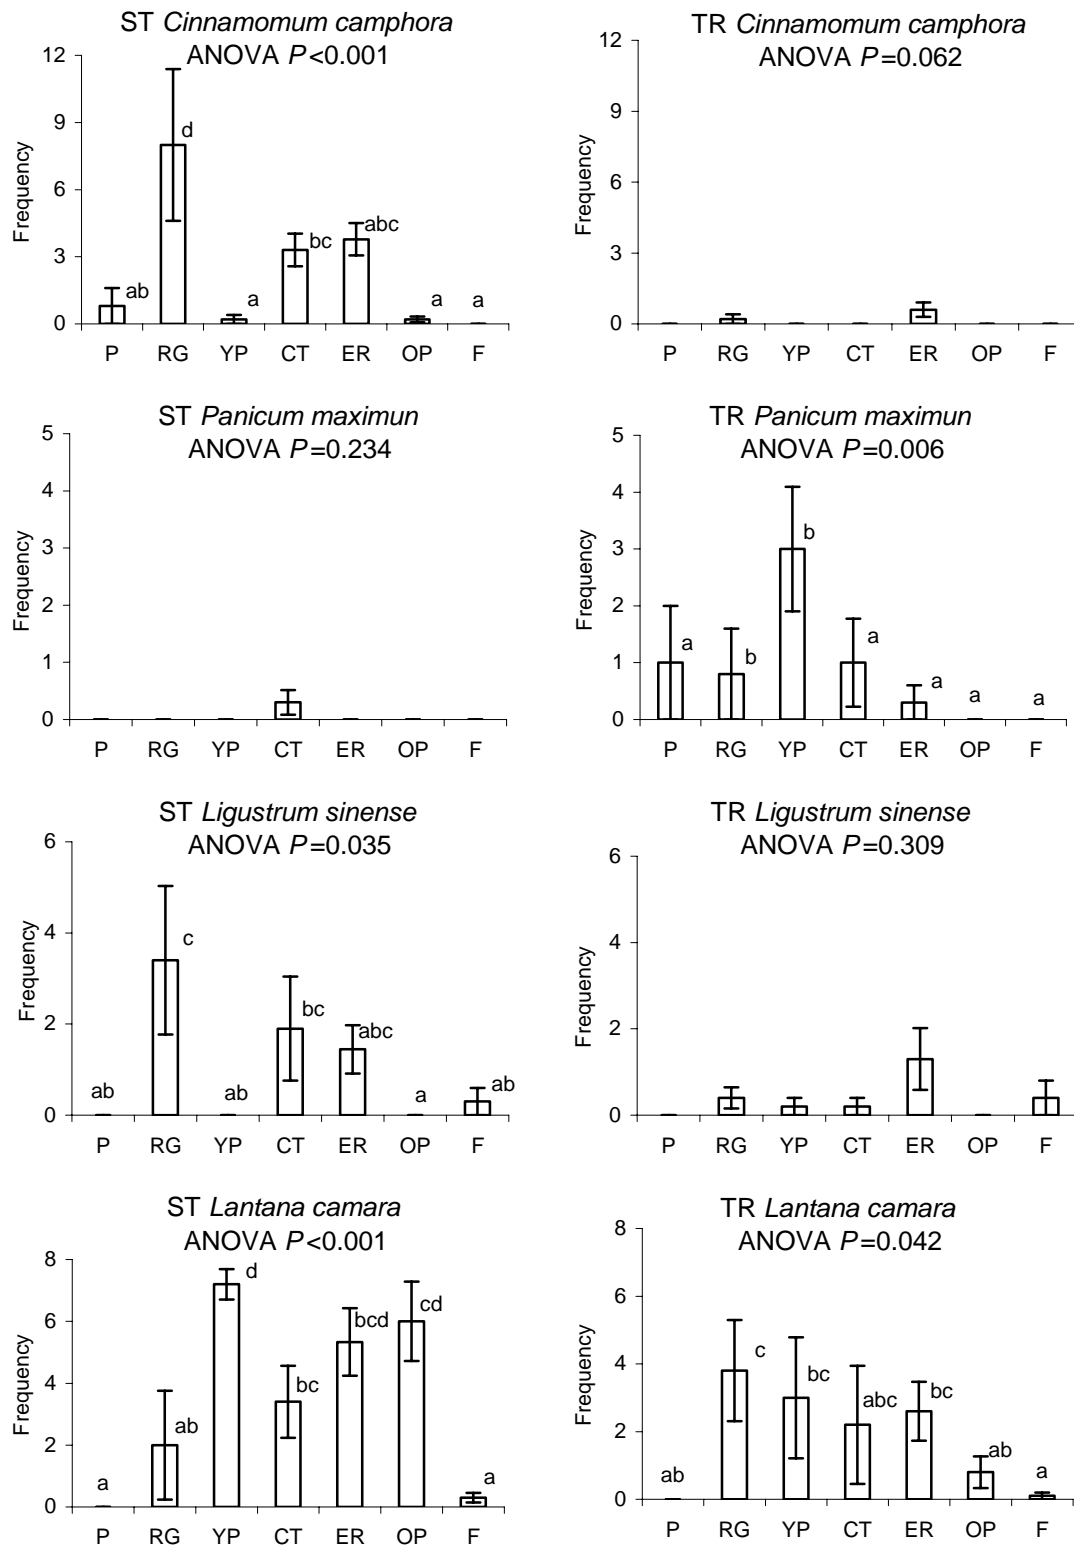 ST Cinnamomum camphora
ANOVA P<0.001
12
9
6
3
0
Frequency
ab
d
a
bc
abc
a
a
P RG YP CT ER OP F
TR Cinnamomum camphora
ANOVA P=0.062
12
9
6
3
0
Frequency
P RG YP CT ER OP F
ST Panicum maximun
ANOVA P=0.234
5
4
3
2
1
0
Frequency
P RG YP CT ER OP F
TR Panicum maximun
ANOVA P=0.006
5
4
3
2
1
0
Frequency
a
b
b
a
a
a
a
P RG YP CT ER OP F
ST Ligustrum sinense
ANOVA P=0.035
6
4
2
0
Frequency
ab
c
ab
bc
abc
a
ab
P RG YP CT ER OP F
TR Ligustrum sinense
ANOVA P=0.309
6
4
2
0
Frequency
P RG YP CT ER OP F
ST Lantana camara
ANOVA P<0.001
8
6
4
2
0
Frequency
a
ab
d
bc
bcd
cd
a
P RG YP CT ER OP F
TR Lantana camara
ANOVA P=0.042
8
6
4
2
0
Frequency
ab
c
bc
abc
bc
ab
a
P RG YP CT ER OP F